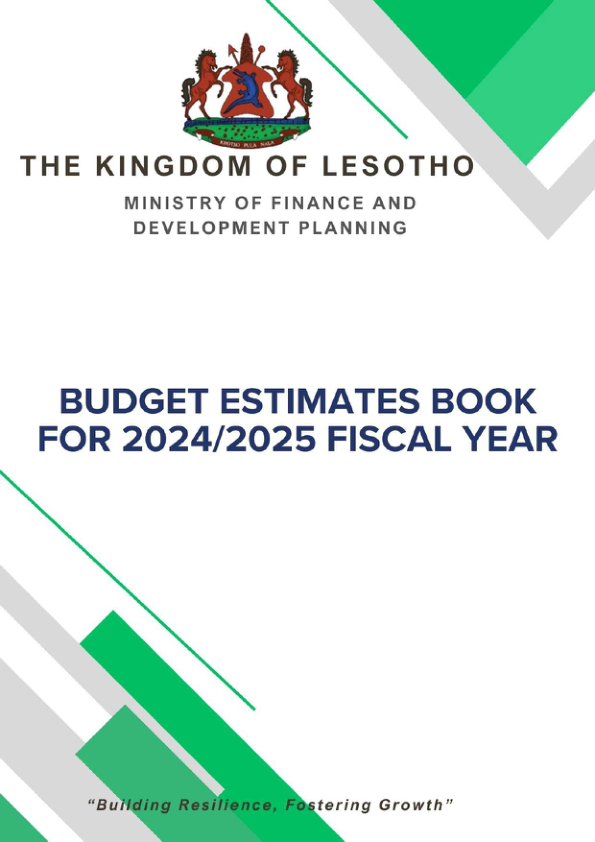 KHOTSO PULA NALA
THE KINGDOM OF LESOTHO
MINISTRY OF FINANCE AND
DEVELOPMENT PLANNING
BUDGET ESTIMATES BOOK
FOR 2024/2025 FISCAL YEAR
“Building Resilience, Fostering Growth”